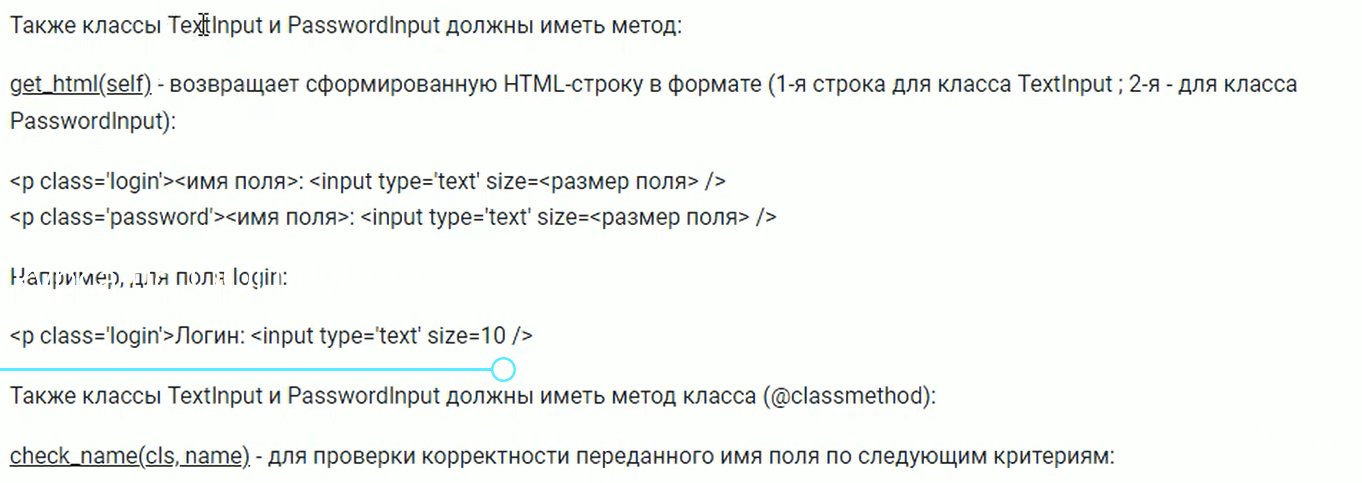 Также классы TextInput и PasswordInput должны иметь метод:
get_html(self) - возвращает сформированную HTML-строку в формате (1-я строка для класса TextInput ; 2-я - для класса
PasswordInput):
<p class='login'><имя поля>: <input type='text' size=<размер поля> />
<p class='password'><имя поля>: <input type='text' size=<размер поля> />
Например, для поля login:
<p class='login'>Логин: <input type='text' size=10 />
Также классы TextInput и PasswordInput должны иметь метод класса (@classmethod):
check_name(cls, name) - для проверки корректности переданного имя поля по следующим критериям: